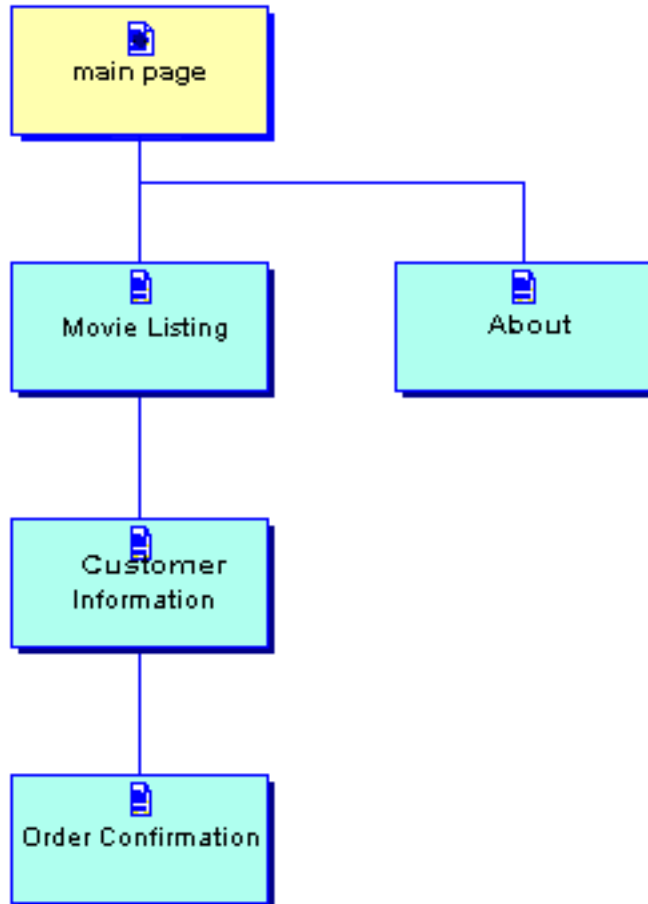 main page
Movie Listing
About
Customer
Information
Order Confirmation